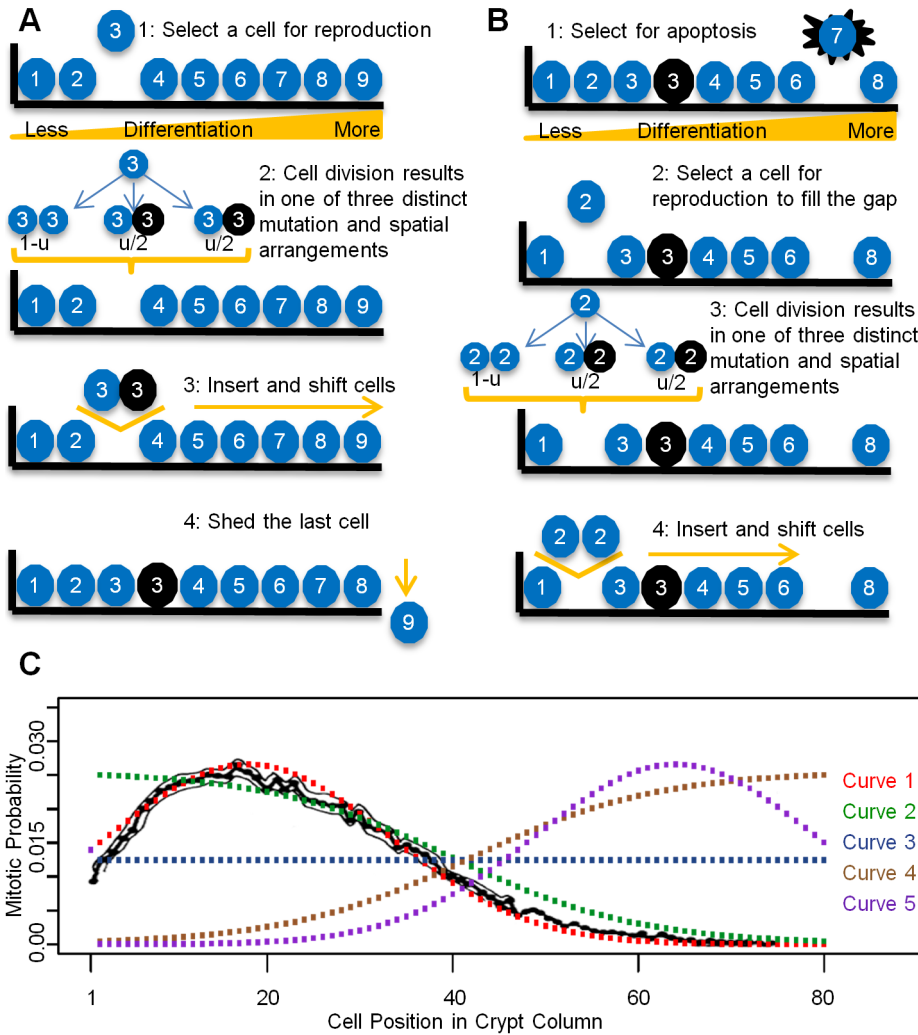 A
3 1: Select a cell for reproduction
1 2 4 5 6 7 8 9
Less Differentiation More
3
3 3 3 3 3 3
1-u u/2 u/2
2: Cell division results
in one of three distinct
mutation and spatial
arrangements
1 2 4 5 6 7 8 9
3 3 3: Insert and shift cells
1 2 4 5 6 7 8 9
4: Shed the last cell
1 2 3 3 4 5 6 7 8
9
B
1: Select for apoptosis 7
1 2 3 3 4 5 6 8
Less Differentiation More
2: Select a cell for
reproduction to fill the gap
2
1 3 3 4 5 6 8
2
2 2 2 2 2 2
1-u u/2 u/2
3: Cell division results
in one of three distinct
mutation and spatial
arrangements
1 3 3 4 5 6 8
2 2 4: Insert and shift cells
1 3 3 4 5 6 8
C
Mitotic Probability
0.030
0.015
0.00
Curve 1
Curve 2
Curve 3
Curve 4
Curve 5
1 20 40 60 80
Cell Position in Crypt Column